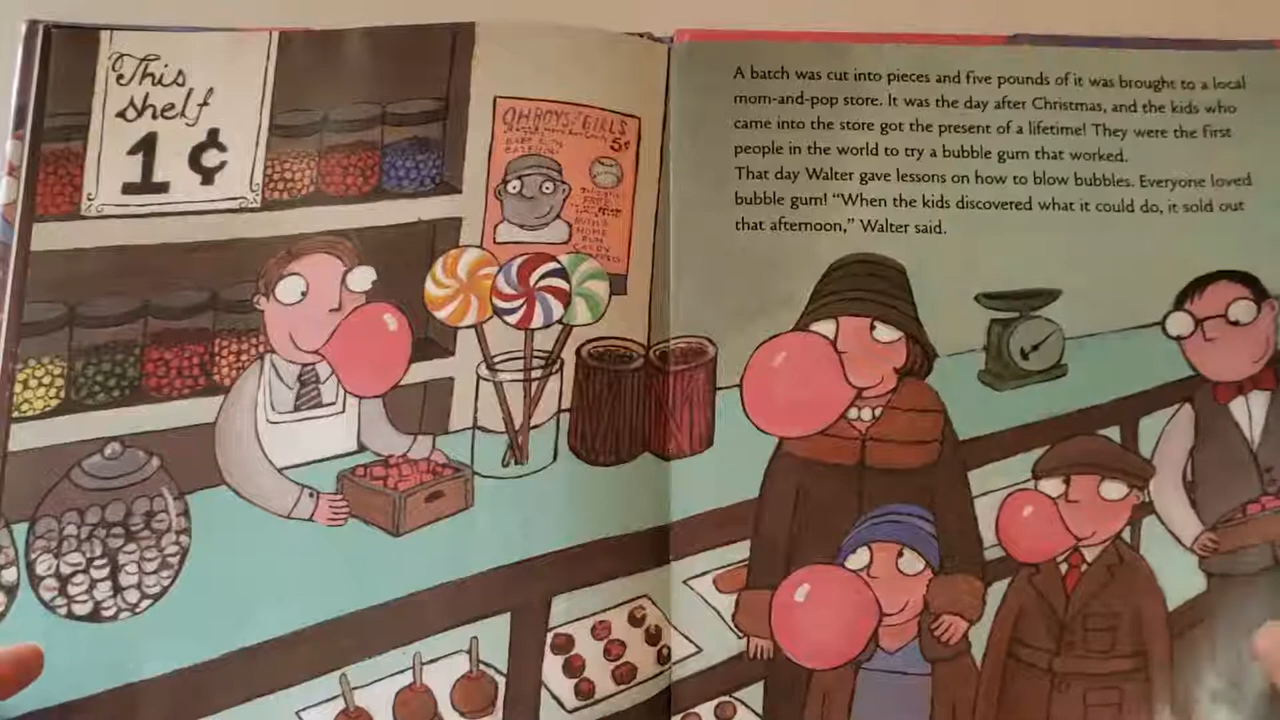 This
shelf
1¢
OH BOYS GIRLS
5¢
HOME
RUN
A batch was cut into pieces and five pounds of it was brought to a local
mom-and-pop store. It was the day after Christmas, and the kids who
came into the store got the present of a lifetime! They were the first
people in the world to try a bubble gum that worked.
That day Walter gave lessons on how to blow bubbles. Everyone loved
bubble gum! “When the kids discovered what it could do, it sold out
that afternoon,” Walter said.